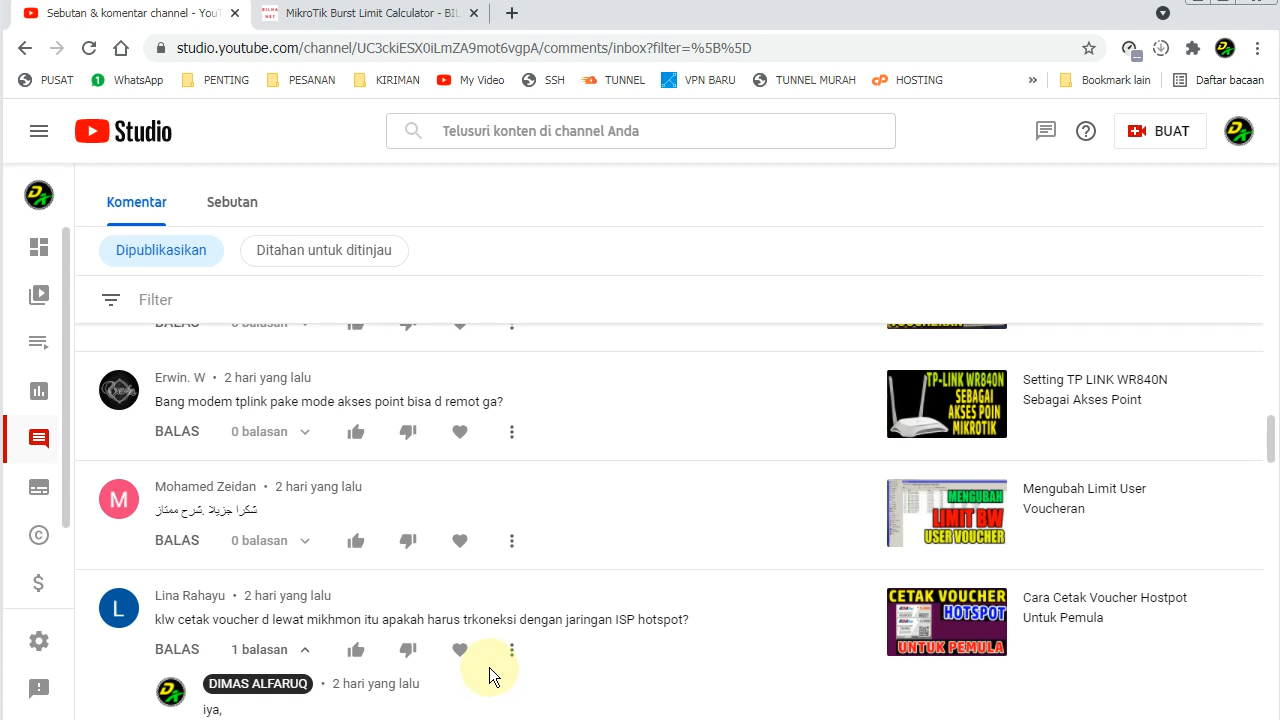 Sebutan & komentar channel - You
MikroTik Burst Limit Calculator - BIL
studio.youtube.com/channel/UC3ckiESX0iLmZA9mot6vgrA/comments/inbox?filter=%5B%5D
PUSAT
WhatsApp
PENTING
PESANAN
KIRIMAN
My Video
SSH
TUNNEL
VPN BARU
TUNNEL MURAH
HOSTING
»
Bookmark lain
Daftar bacaan
Studio
Telusuri konten di channel Anda
BUAT
Komentar
Sebutan
Dipublikasikan
Ditahan untuk ditinjau
Filter
BALAS
0 balasan
Erwin. W • 2 hari yang lalu
Bang modem tplink pake mode akses point bisa d remot ga?
BALAS
0 balasan
TP-LINK WR840N
SEBAGAI
AKSES POIN
MIKROTIK
Setting TP LINK WR840N
Sebagai Akses Point
M
Mohamed Zeidan • 2 hari yang lalu
شكرا جزيلا .شرح ممتاز
BALAS
0 balasan
MENGUBAH
LIMIT BW
USER VOUCHER
Mengubah Limit User
Voucheran
L
Lina Rahayu • 2 hari yang lalu
klw cetak voucher d lewat mikhmon itu apakah harus trkoneksi dengan jaringan ISP hotspot?
BALAS
1 balasan
CETAK VOUCHER
HOTSPOT
UNTUK PEMULA
Cara Cetak Voucher Hostpot
Untuk Pemula
DIMAS ALFARUQ • 2 hari yang lalu
iya,